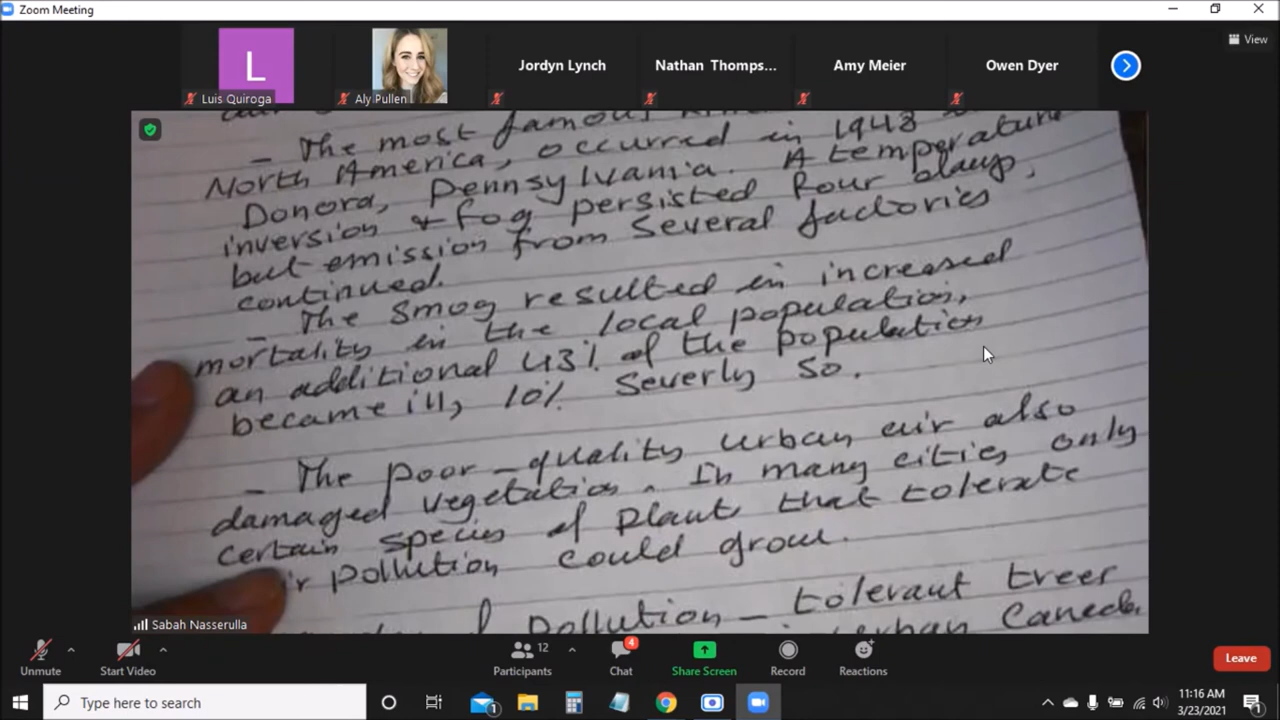 Zoom Meeting
View
L
Luis Quiroga
Aly Pullen
Jordyn Lynch
Nathan Thomps...
Amy Meier
Owen Dyer
- The most famous
North America, occurred in 1948
Donora, Pennsylvania. A temperature
inversion & fog persisted four days,
but emission from several factories
continued.
- The smog resulted in increased
mortality in the local population,
an additional 43% of the population
became ill, 10% severly so.
- The poor-quality urban air also
damaged vegetation. In many cities only
certain species of plant that tolerate
pollution could grow.
of pollution - tolerant trees
urban Canada.
Sabah Nasserulla
Unmute
Start Video
12
Participants
4
Chat
Share Screen
Record
Reactions
Leave
Type here to search
1
11:16 AM
3/23/2021
1